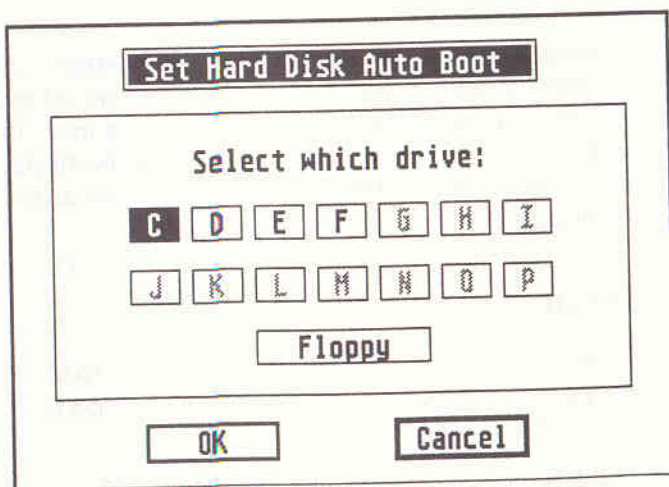 Set Hard Disk Auto Boot
Select which drive:
C D E F G H I
J K L M N O P
Floppy
OK Cancel